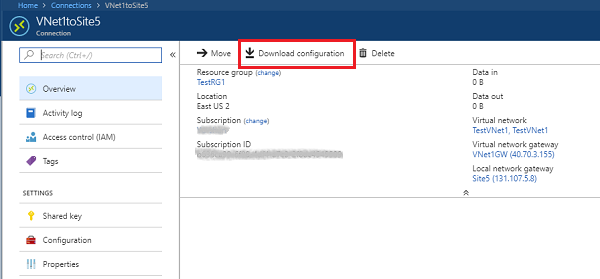 Home > Connections > VNet1toSite5
VNet1toSite5
Connection
Search (Ctrl+/)
Overview
Activity log
Access control (IAM)
Tags
SETTINGS
Shared key
Configuration
Properties
Move Download configuration Delete
Resource group (change)
TestRG1
Location
East US 2
Subscription (change)
Subscription ID
Data in
0 B
Data out
0 B
Virtual network
TestVNet1, TestVNet1
Virtual network gateway
VNet1GW (40.70.3.155)
Local network gateway
Site5 (131.107.5.8)